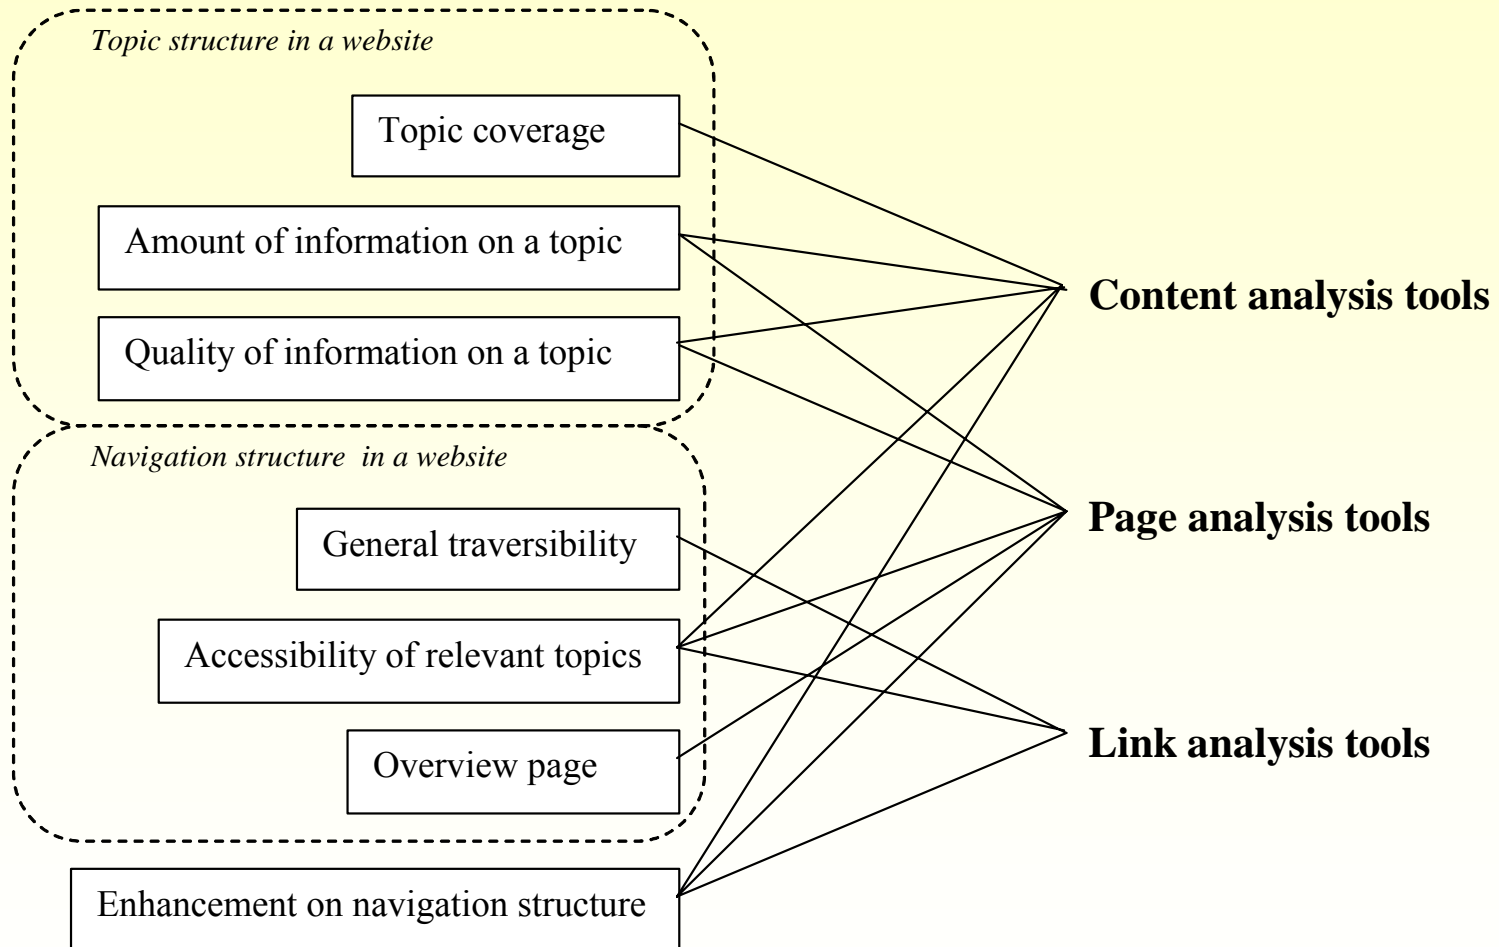 Topic structure in a website
Topic coverage
Amount of information on a topic
Quality of information on a topic
Navigation structure  in a website
General traversibility
Accessibility of relevant topics
Overview page
Enhancement on navigation structure
Content analysis tools
Page analysis tools
Link analysis tools